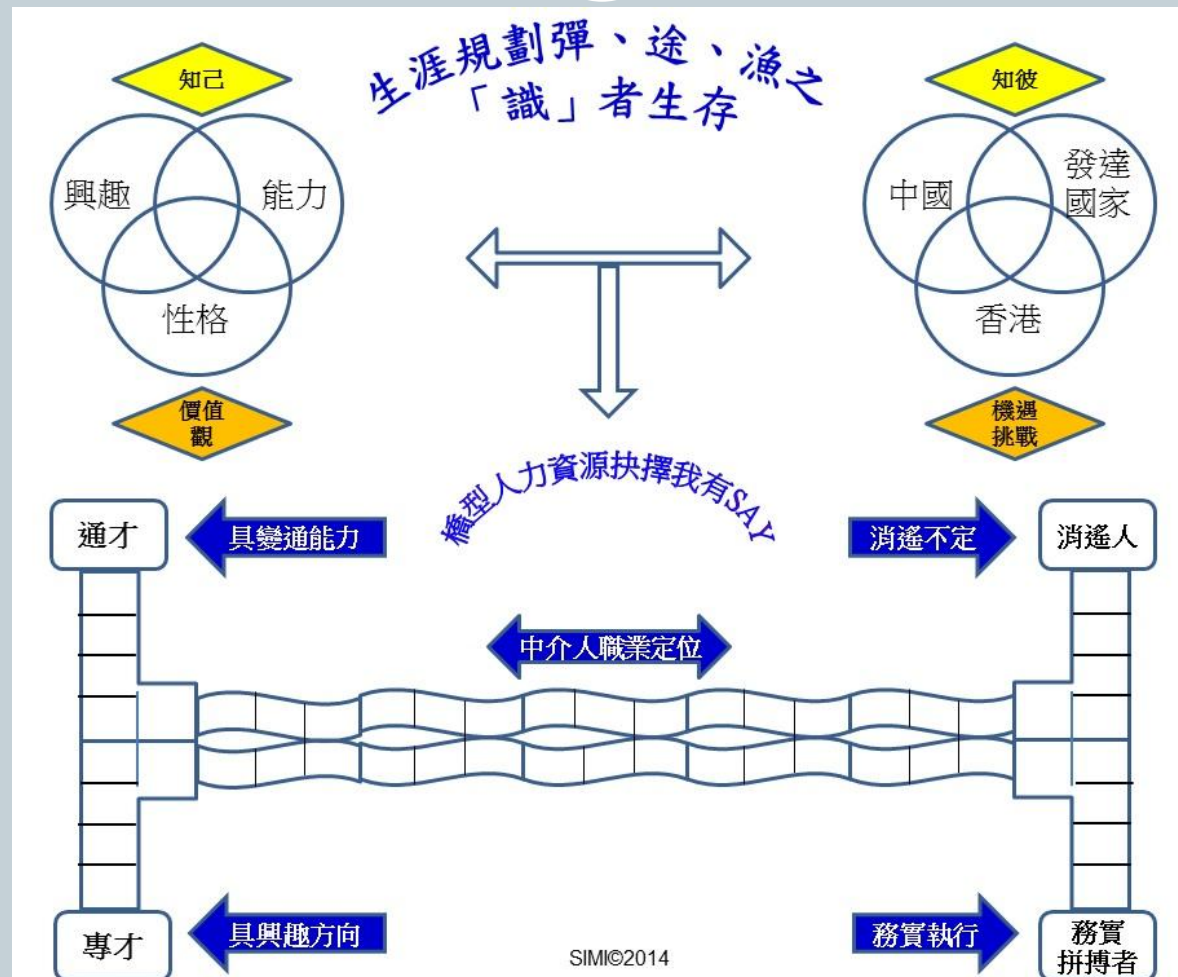 生涯規劃彈、途、漁之
「識」者生存
知己
興趣
能力
性格
價值
觀
知彼
中國
發達
國家
香港
機遇
挑戰
橋型人力資源抉擇我有SAY
通才
具變通能力
消遙不定
消遙人
中介人職業定位
專才
具興趣方向
務實執行
務實
拼搏者
SIMI©2014